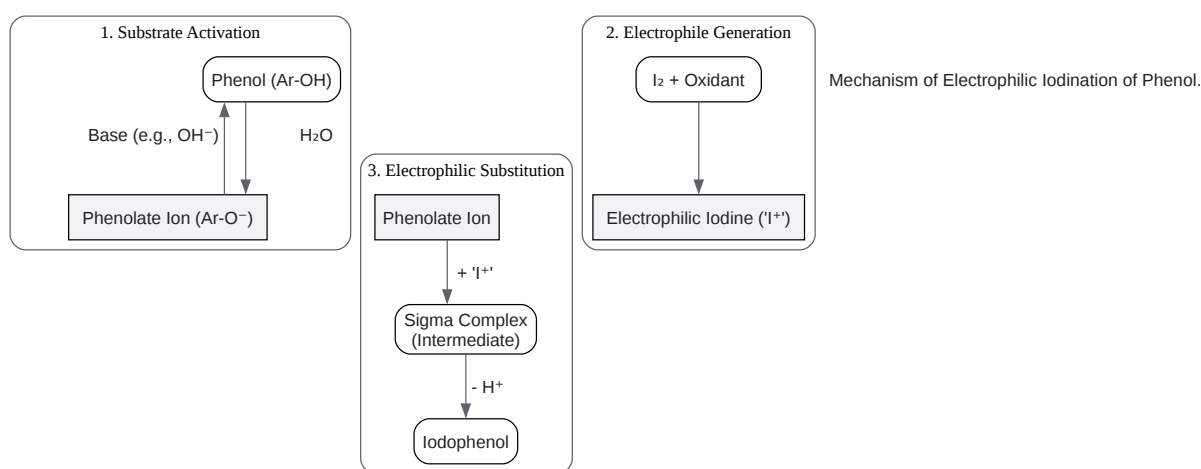 1. Substrate Activation
Phenol (Ar-OH)
Base (e.g., OH⁻)
H₂O
Phenolate Ion (Ar-O⁻)
2. Electrophile Generation
I₂ + Oxidant
Electrophilic Iodine ('I⁺')
Mechanism of Electrophilic Iodination of Phenol.
3. Electrophilic Substitution
Phenolate Ion
+ 'I⁺'
Sigma Complex
(Intermediate)
- H⁺
Iodophenol